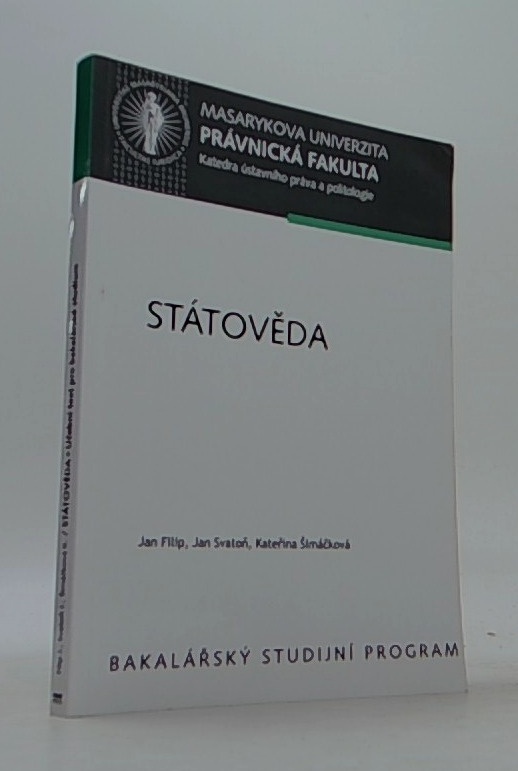 MASARYKOVA UNIVERZITA
PRÁVNICKÁ FAKULTA
Katedra ústavního práva a politologie
STÁTOVĚDA
Jan Filip, Jan Svatoň, Kateřina Šimáčková
BAKALÁŘSKÝ STUDIJNÍ PROGRAM
/ STÁTOVĚDA • Učební text pro bakalářské studium